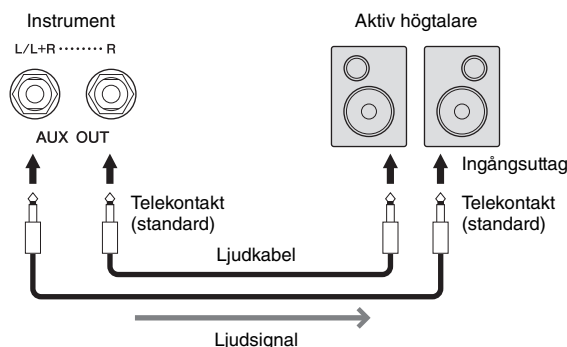 Instrument
Aktiv högtalare
L/L+R ········ R
AUX OUT
Ingångsuttag
Telekontakt
(standard)
Telekontakt
(standard)
Ljudkabel
Ljudsignal